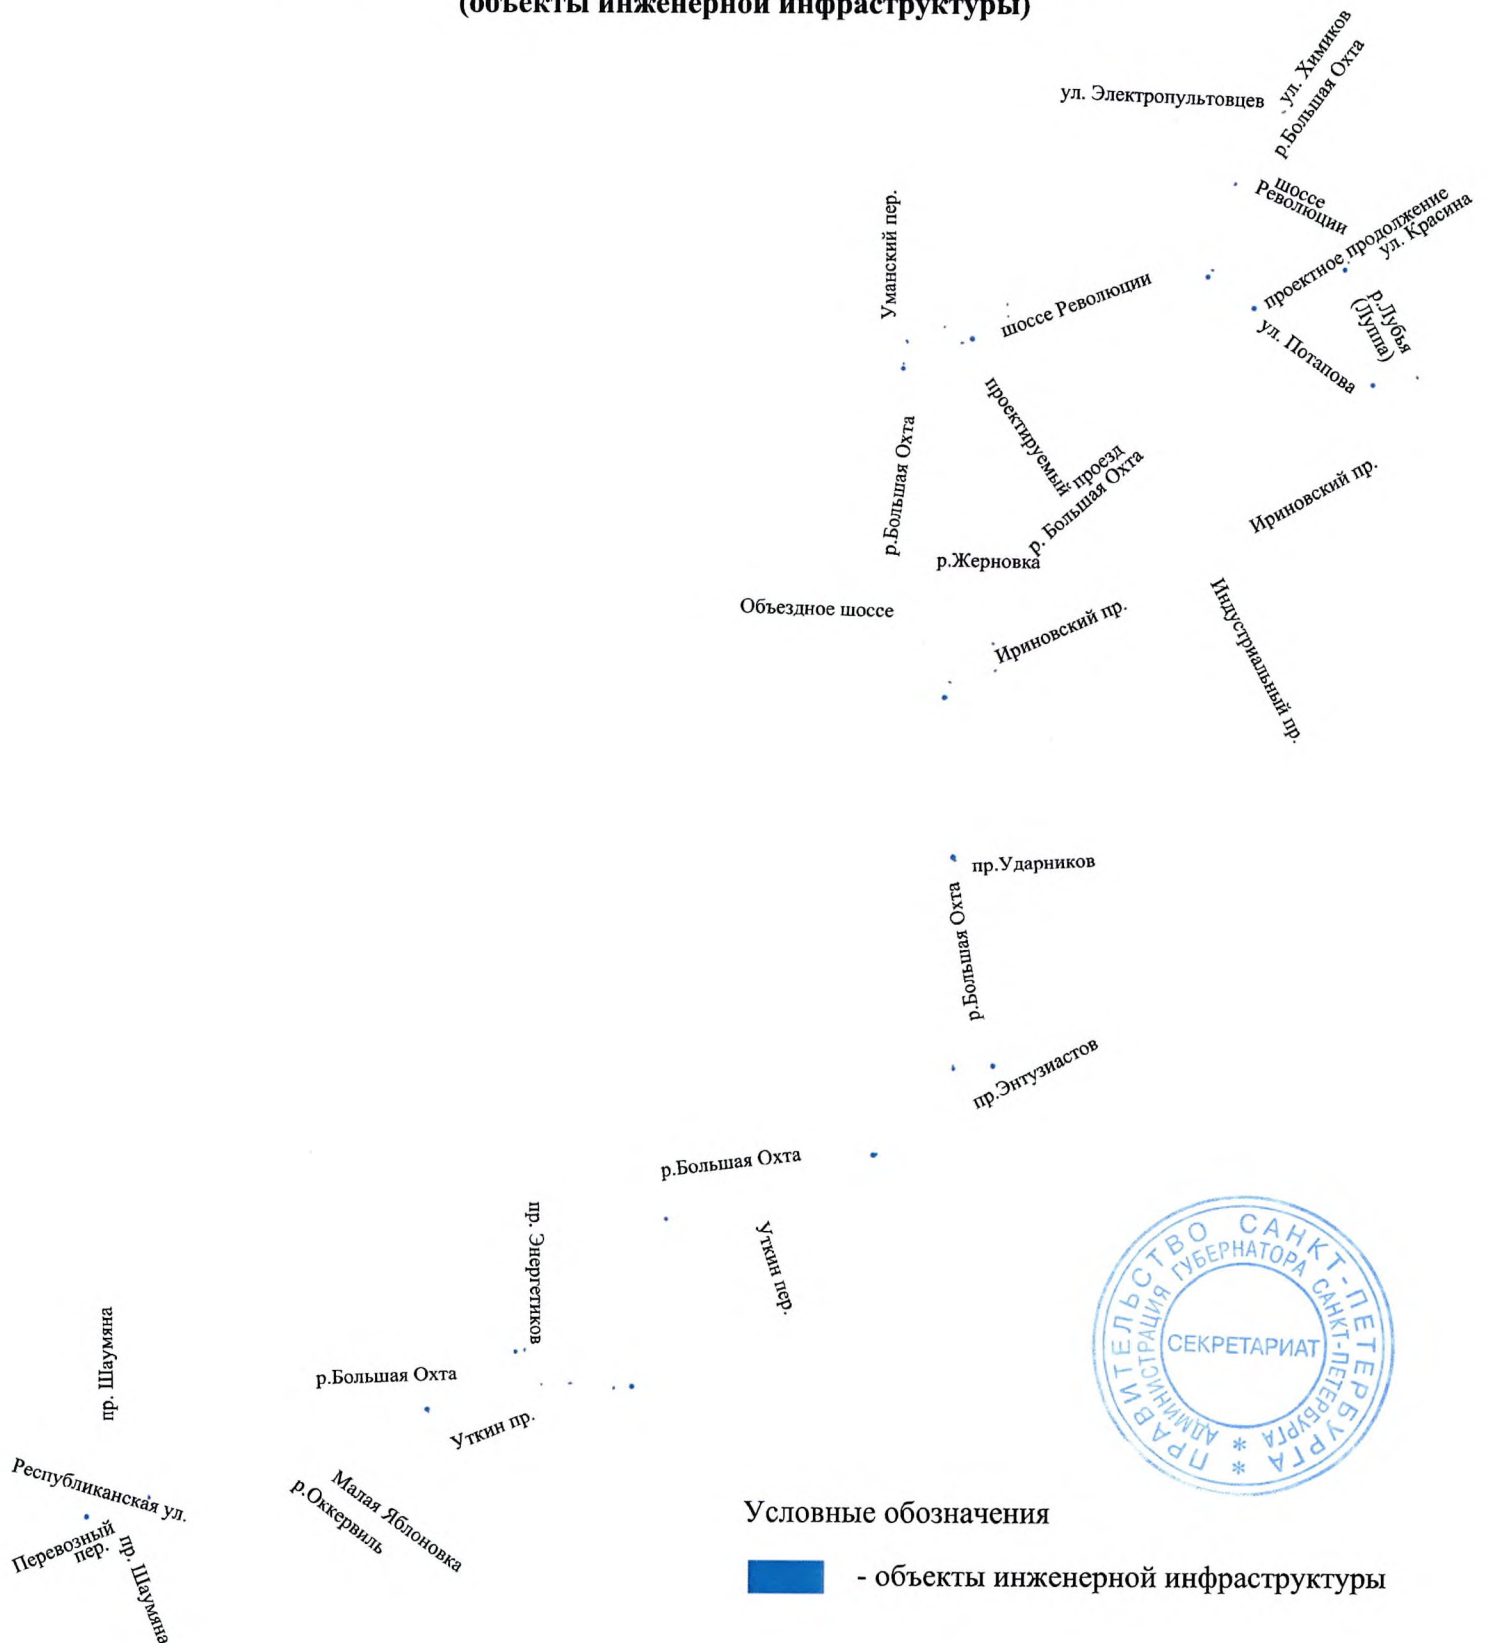 (объекты инженерной инфраструктуры)
ул. Химиков
ул. Электропультовцев
р.Большая Охта
шоссе
Революции
проектное продолжение
ул. Красина
Уманский пер.
шоссе Революции
р.Лубья
(Луппа)
ул. Потапова
проектируемый
проезд
р. Большая Охта
р.Большая Охта
Ириновский пр.
р.Жерновка
Объездное шоссе
Ириновский пр.
Индустриальный пр.
пр.Ударников
р.Большая Охта
пр.Энтузиастов
р.Большая Охта
Уткин пер.
пр. Энергетиков
пр. Шаумяна
р.Большая Охта
Уткин пр.
Республиканская ул.
Малая Яблоновка
р.Оккервиль
Перевозный
пер.
пр. Шаумяна
ПРАВИТЕЛЬСТВО САНКТ-ПЕТЕРБУРГА *
АДМИНИСТРАЦИЯ ГУБЕРНАТОРА САНКТ-ПЕТЕРБУРГА *
СЕКРЕТАРИАТ
Условные обозначения
- объекты инженерной инфраструктуры